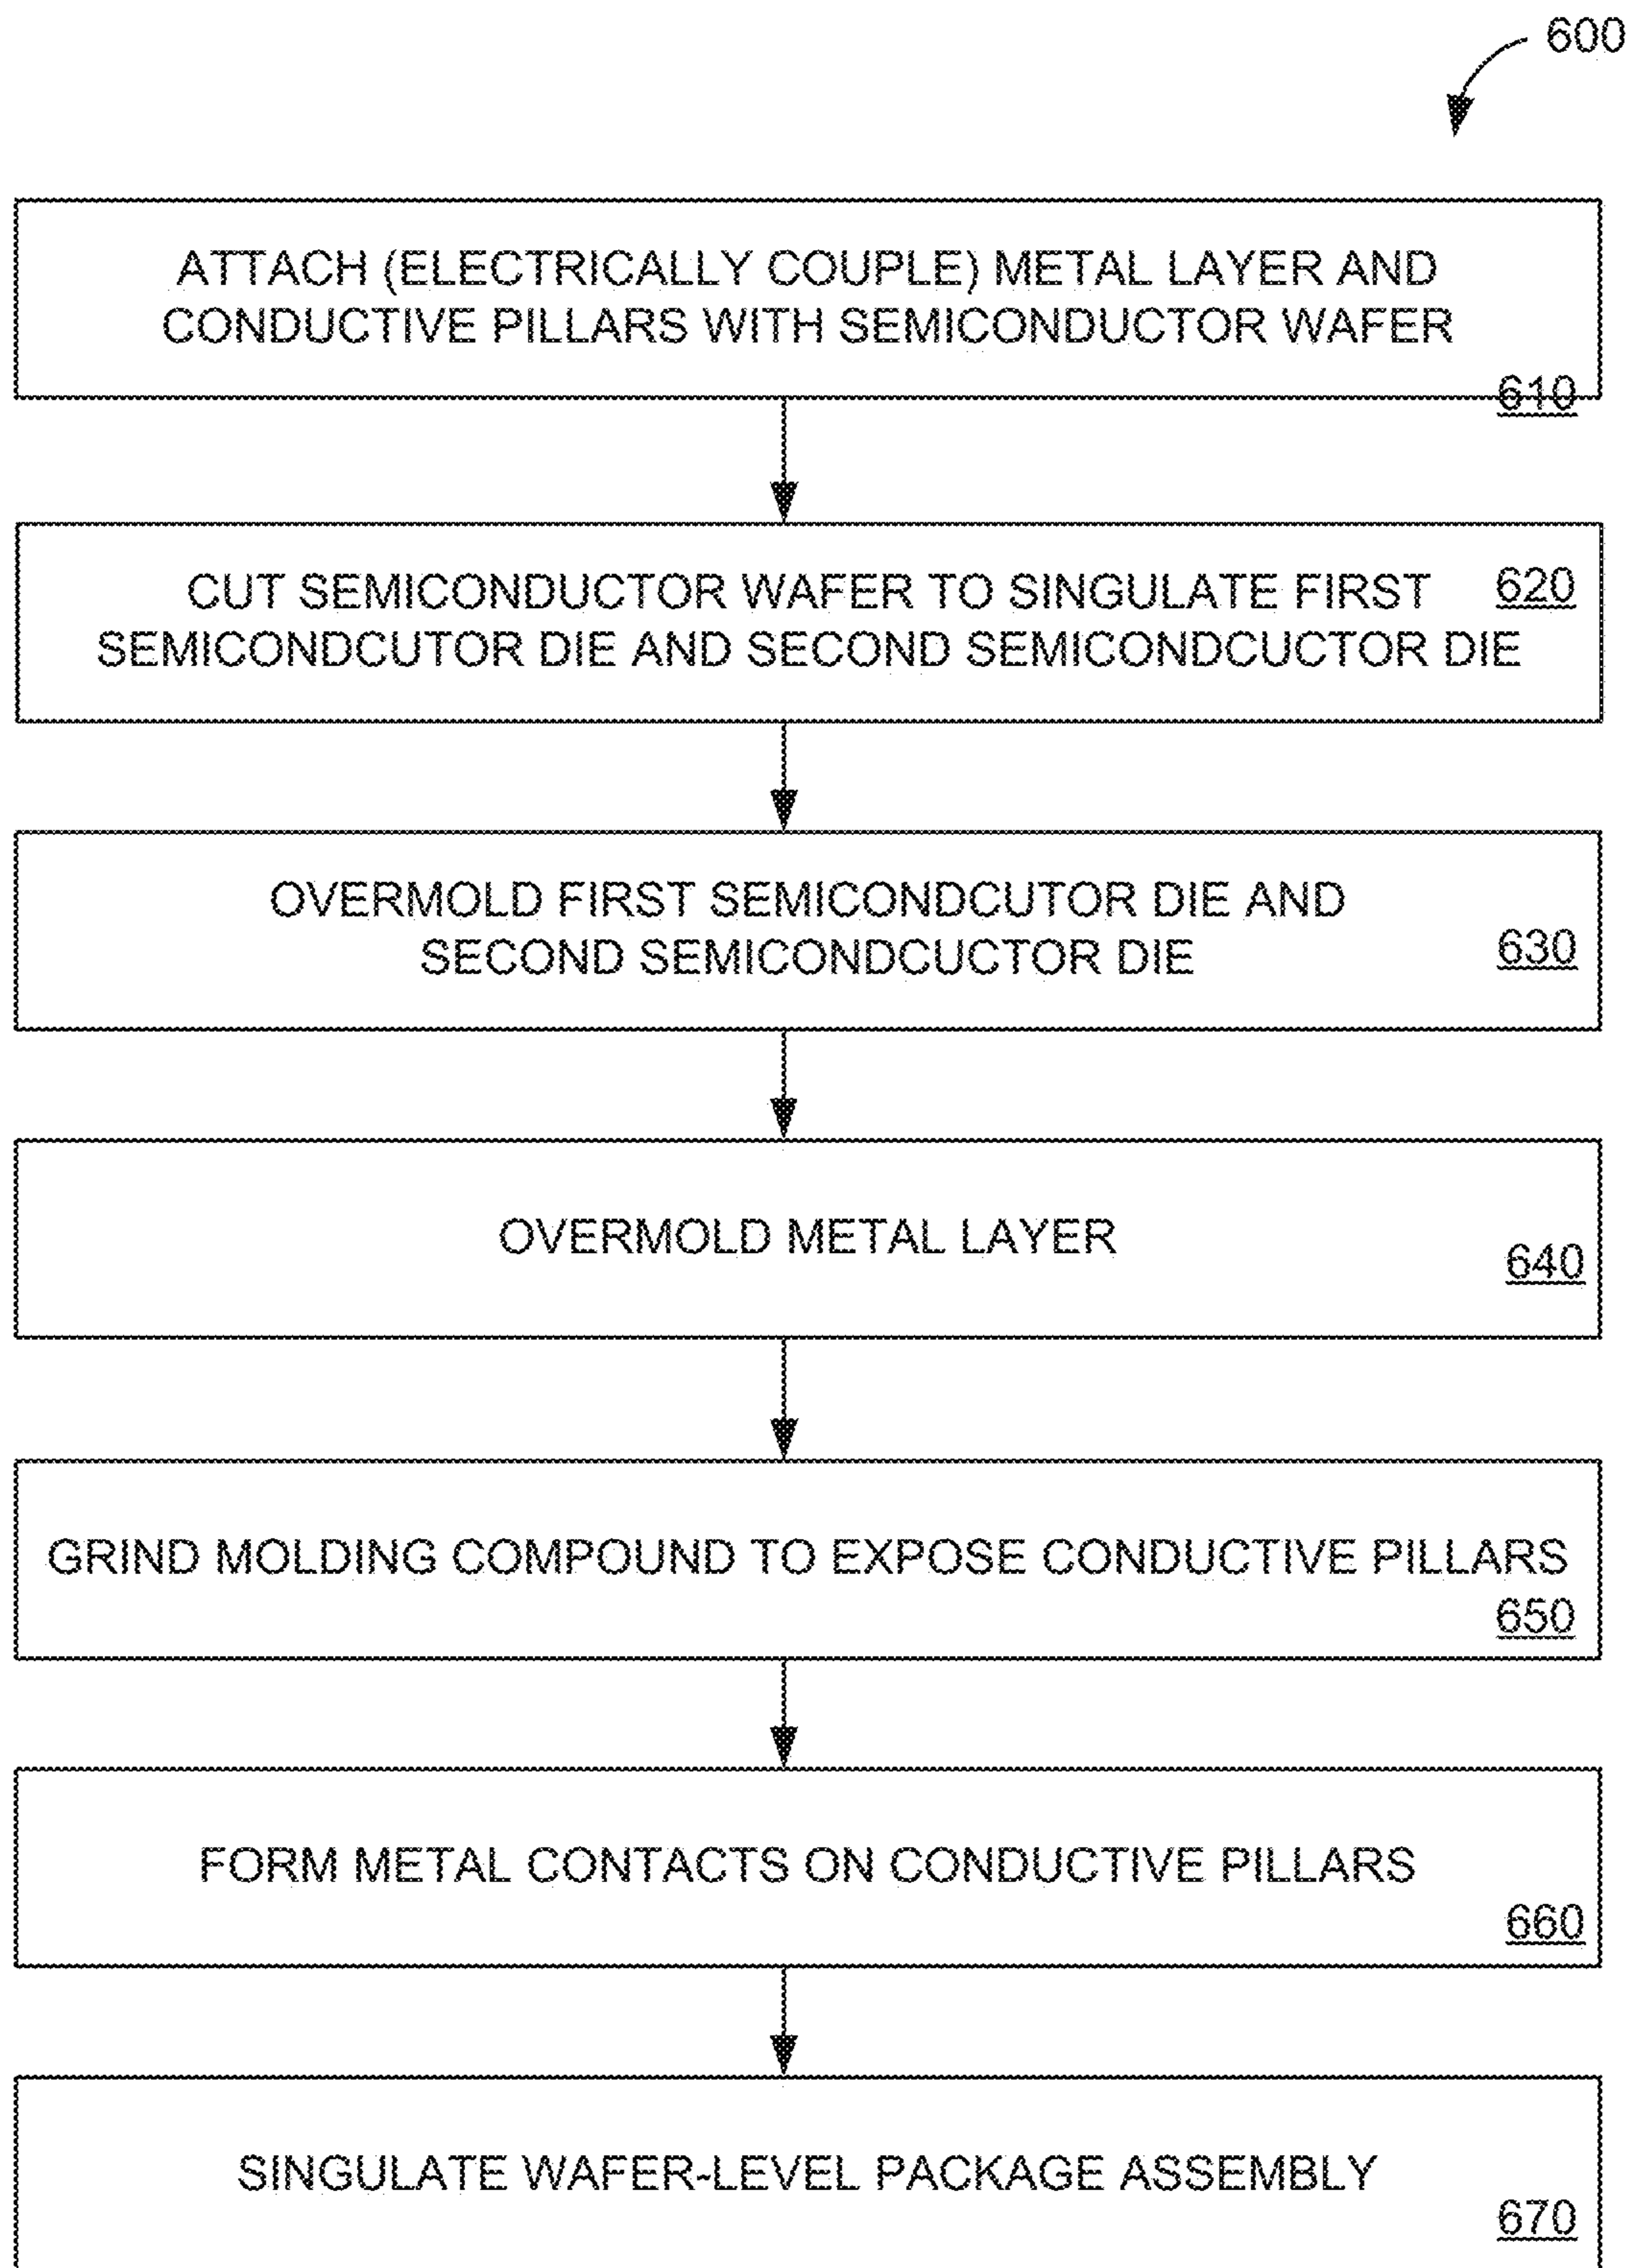 600
ATTACH (ELECTRICALLY COUPLE) METAL LAYER AND
CONDUCTIVE PILLARS WITH SEMICONDUCTOR WAFER
610
CUT SEMICONDUCTOR WAFER TO SINGULATE FIRST 620
SEMICONDCUTOR DIE AND SECOND SEMICONDCUCTOR DIE
OVERMOLD FIRST SEMICONDCUTOR DIE AND
SECOND SEMICONDCUCTOR DIE 630
OVERMOLD METAL LAYER
640
GRIND MOLDING COMPOUND TO EXPOSE CONDUCTIVE PILLARS
650
FORM METAL CONTACTS ON CONDUCTIVE PILLARS
660
SINGULATE WAFER-LEVEL PACKAGE ASSEMBLY
670